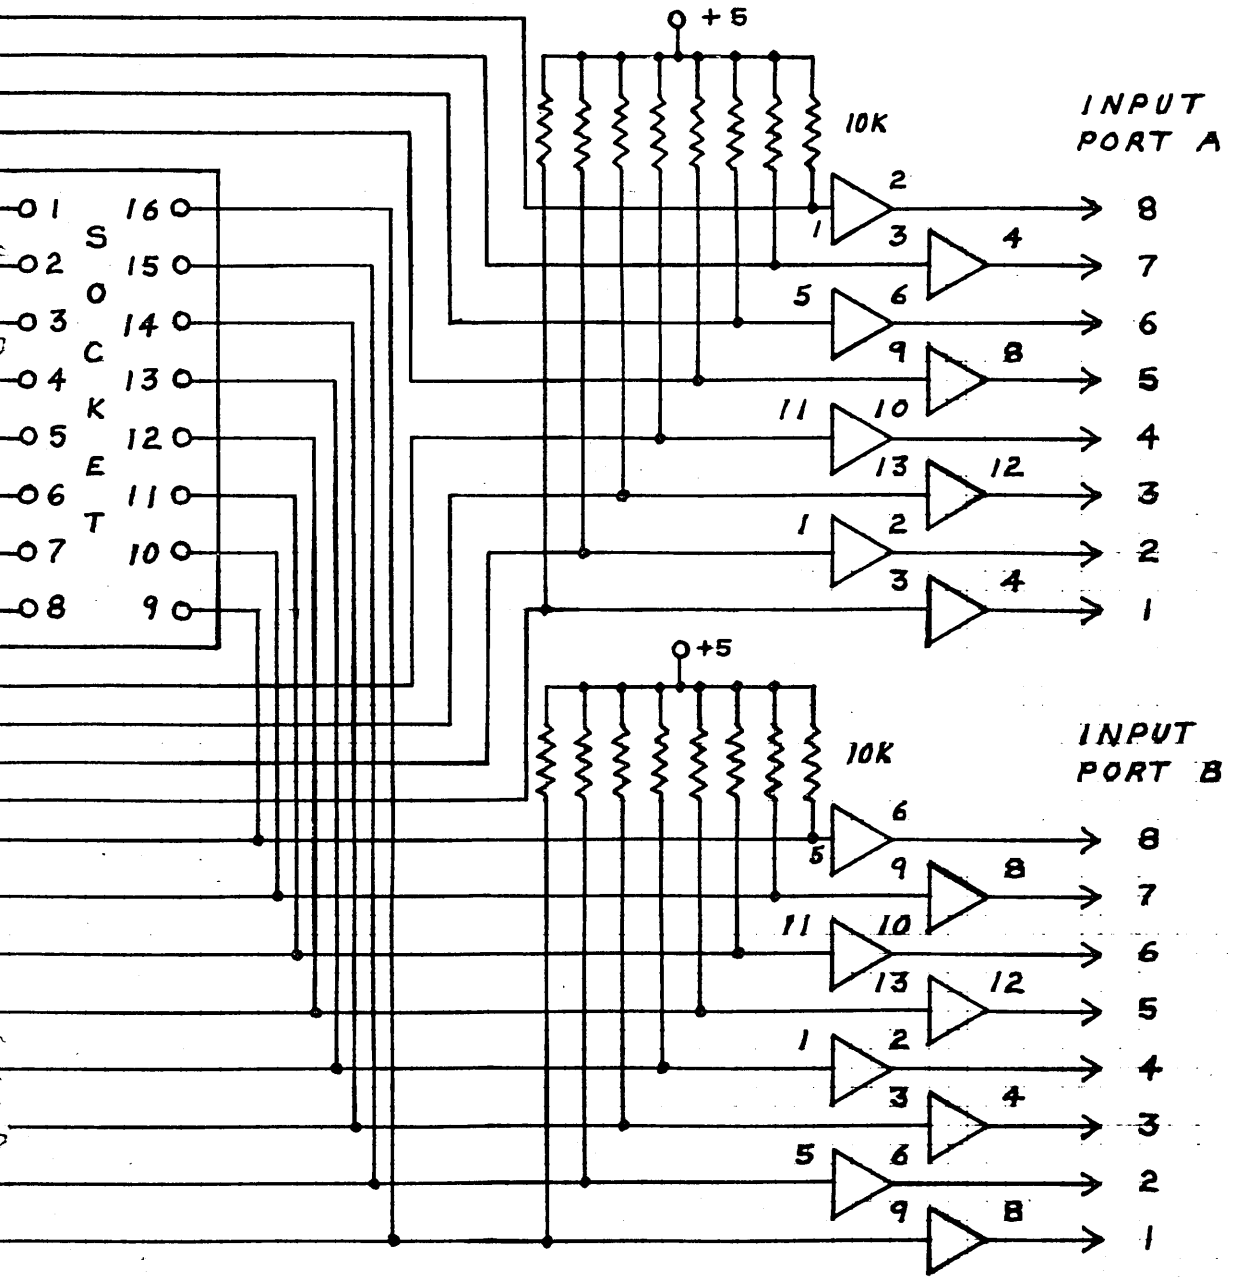 +5
10K
INPUT
PORT A
1 2 8
3 4 7
5 6 6
9 8 5
11 10 4
13 12 3
1 2 2
3 4 1
SOCKET
1 16
2 15
3 14
4 13
5 12
6 11
7 10
8 9
+5
10K
INPUT
PORT B
5 6 8
9 8 7
11 10 6
13 12 5
1 2 4
3 4 3
5 6 2
9 8 1